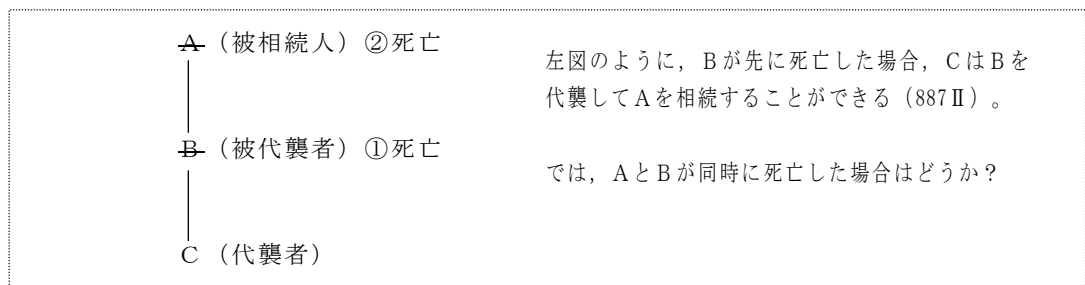 A（被相続人）②死亡
左図のように，Ｂが先に死亡した場合，ＣはＢを
代襲してＡを相続することができる（887Ⅱ）。
B（被代襲者）①死亡
では，ＡとＢが同時に死亡した場合はどうか？
C（代襲者）